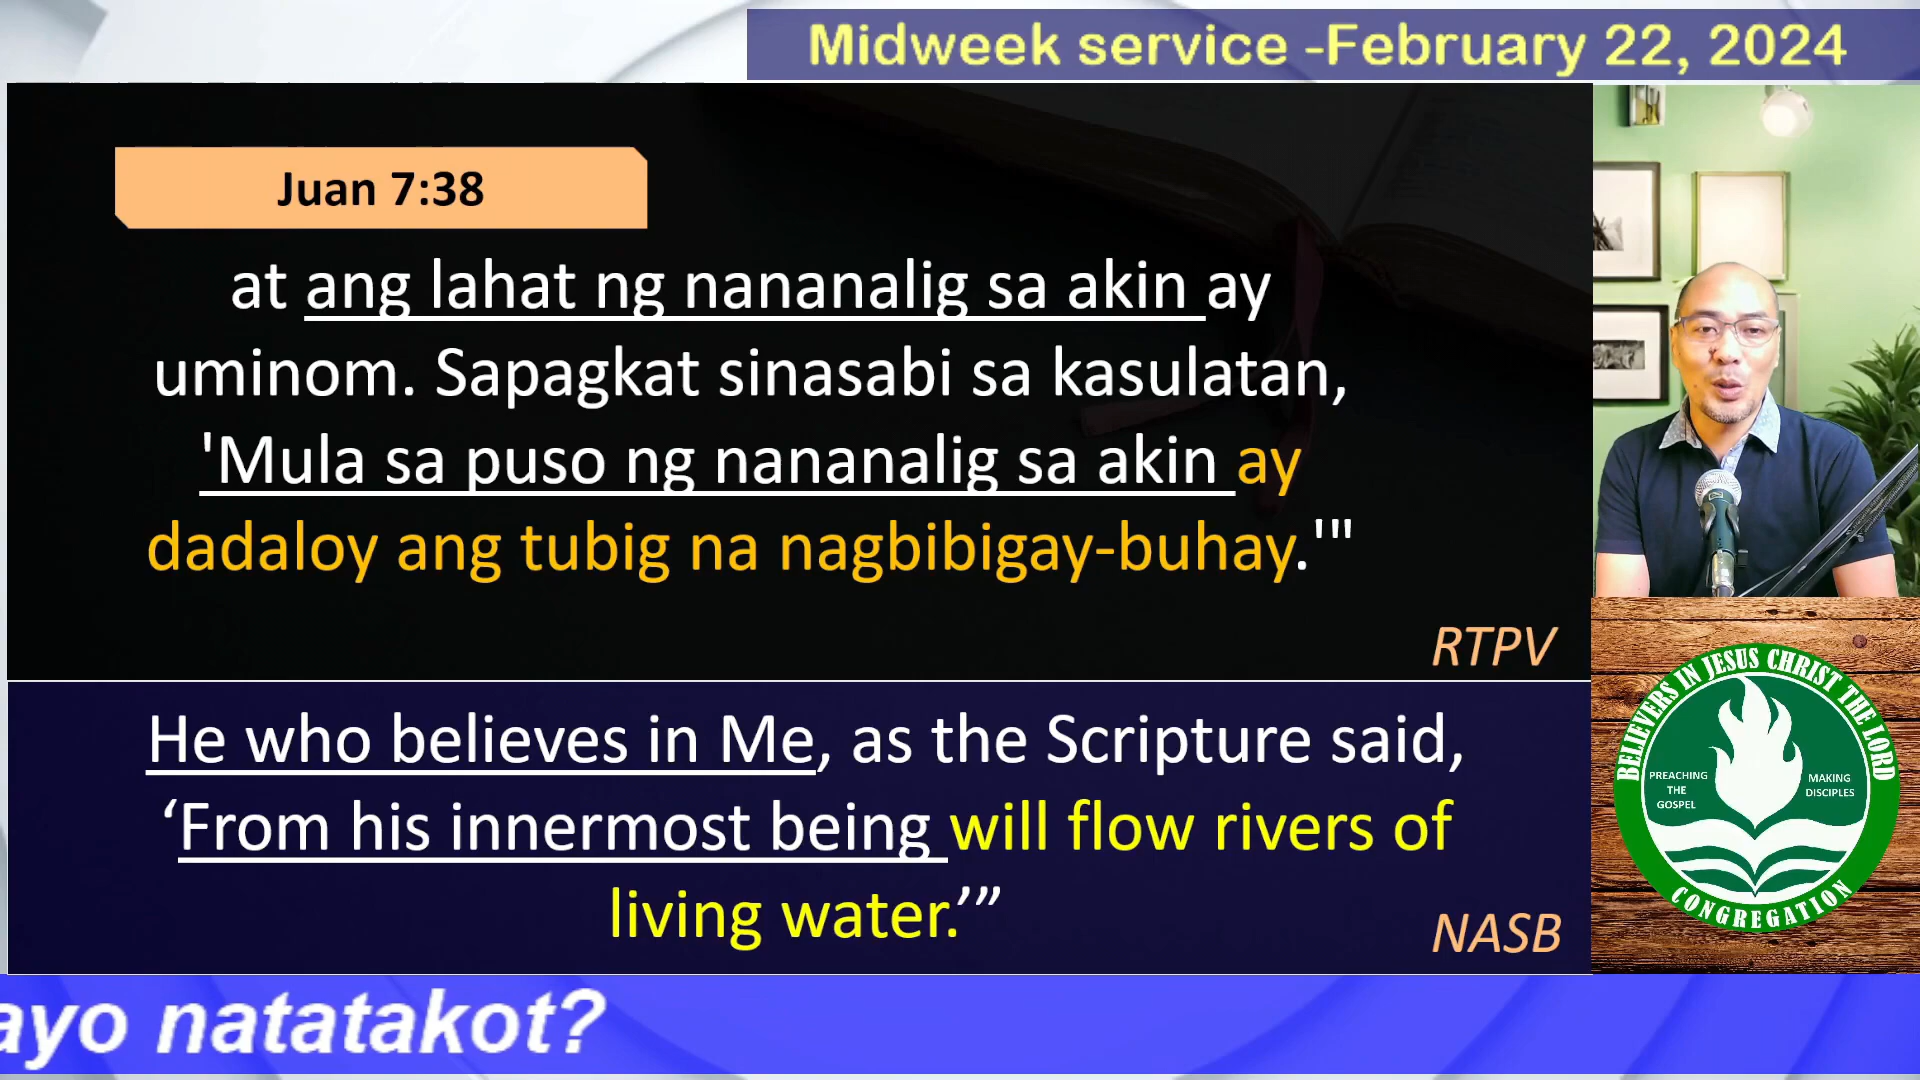 Midweek service -February 22, 2024
Juan 7:38
at ang lahat ng nananalig sa akin ay
uminom. Sapagkat sinasabi sa kasulatan,
'Mula sa puso ng nananalig sa akin ay
dadaloy ang tubig na nagbibigay-buhay.'"
RTPV
He who believes in Me, as the Scripture said,
‘From his innermost being will flow rivers of
living water.’”
NASB
BELIEVERS IN JESUS CHRIST THE LORD
PREACHING
THE
GOSPEL
MAKING
DISCIPLES
CONGREGATION
ayo natatakot?